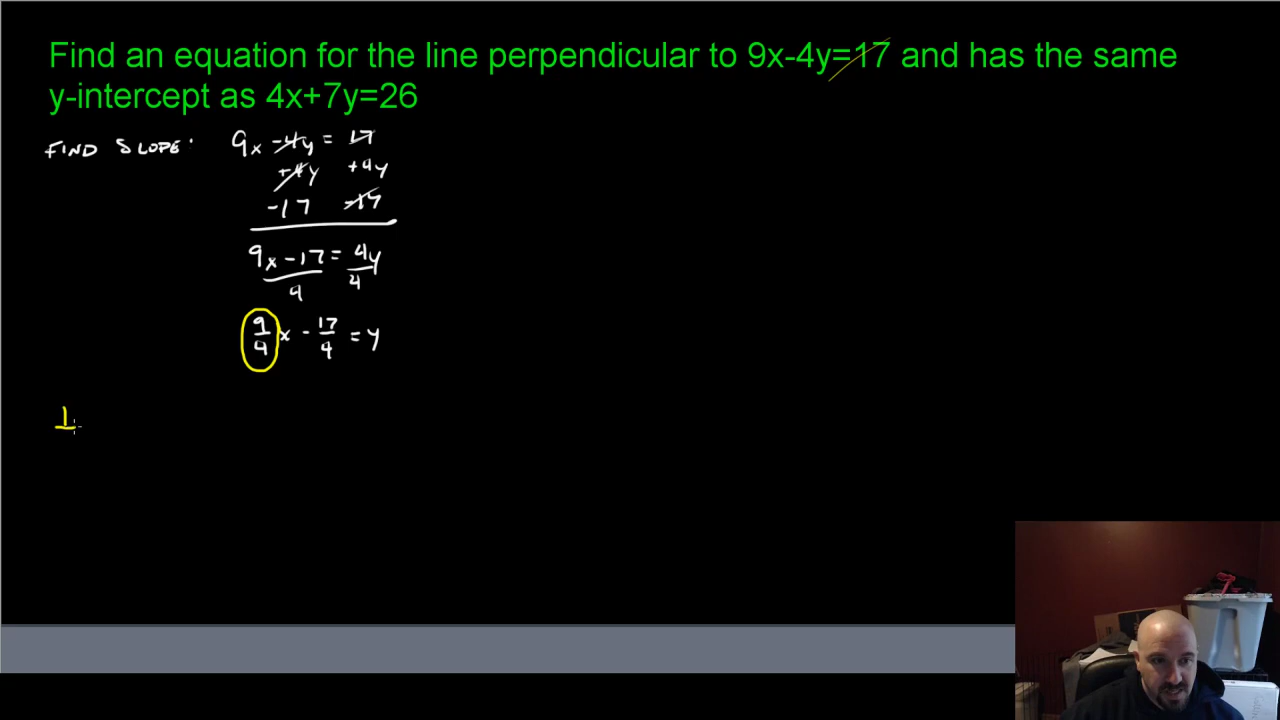 Find an equation for the line perpendicular to 9x-4y=17 and has the same
y-intercept as 4x+7y=26
FIND SLOPE: 9x -4y = 17
+4y +4y
-17 -17
9x - 17 = 4y
4 4
9/4 x - 17/4 = y
1